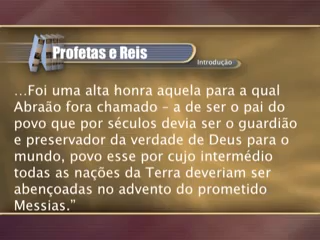 Profetas e Reis
Introdução
...Foi uma alta honra aquela para a qual
Abraão fora chamado – a de ser o pai do
povo que por séculos devia ser o guardião
e preservador da verdade de Deus para o
mundo, povo esse por cujo intermédio
todas as nações da Terra deveriam ser
abençoadas no advento do prometido
Messias."